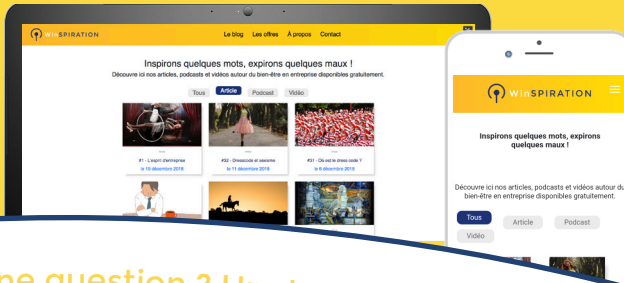 WinSPIRATION
Le blog Les offres À propos Contact
Inspirons quelques mots, expirons quelques maux !
Découvre ici nos articles, podcasts et vidéos autour du bien-être en entreprise disponibles gratuitement.
Tous Article Podcast Vidéo
#1 - L'esprit d'entreprise
le 19 décembre 2018
#32 - Dresscode et awesome
le 11 décembre 2018
#31 - Où est le dress code ?
le 6 décembre 2018
WinSPIRATION
Inspirons quelques mots, expirons
quelques maux !
Découvre ici nos articles, podcasts et vidéos autour du
bien-être en entreprise disponibles gratuitement.
Tous Article Podcast
Vidéo
ne question ?